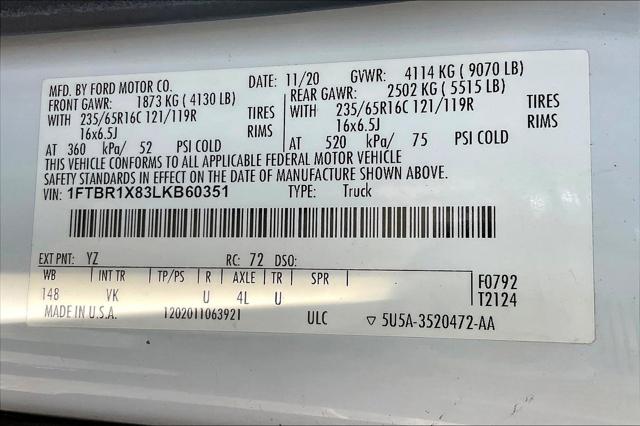 MFD. BY FORD MOTOR CO. DATE: 11/20 GVWR: 4114 KG ( 9070 LB)
FRONT GAWR: 1873 KG ( 4130 LB) REAR GAWR: 2502 KG ( 5515 LB)
WITH 235/65R16C 121/119R TIRES WITH 235/65R16C 121/119R TIRES
16x6.5J RIMS 16x6.5J RIMS
AT 360 kPa/ 52 PSI COLD AT 520 kPa/ 75 PSI COLD
THIS VEHICLE CONFORMS TO ALL APPLICABLE FEDERAL MOTOR VEHICLE
SAFETY STANDARDS IN EFFECT ON THE DATE OF MANUFACTURE SHOWN ABOVE.
VIN: 1FTBR1X83LKB60351 TYPE: Truck
EXT PNT: YZ RC: 72 DSO:
WB INT TR TP/PS R AXLE TR SPR F0792
148 VK U 4L U T2124
MADE IN U.S.A. 1202011063921 ULC ▽ 5U5A-3520472-AA